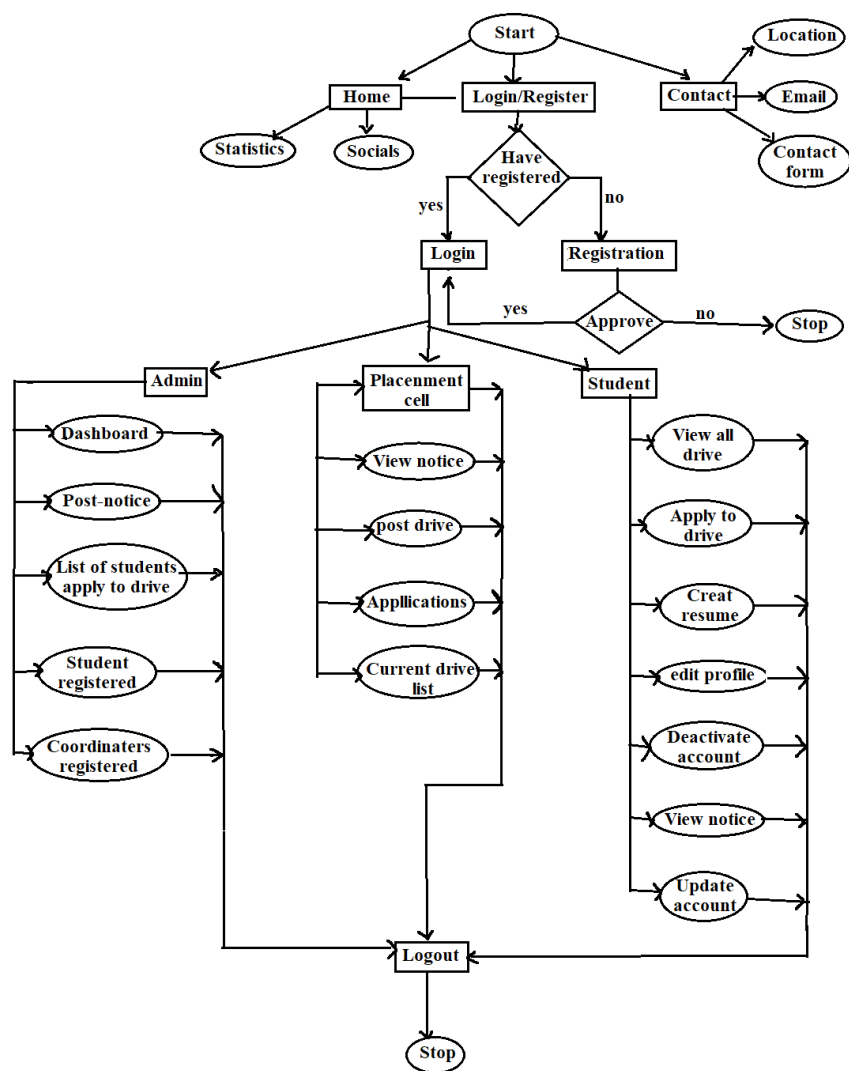 Start
Location
Home
Login/Register
Contact
Email
Statistics
Socials
Have
registered
Contact
form
yes
no
Login
Registration
yes
Approve
no
Stop
Admin
Placenment
cell
Student
Dashboard
View notice
View all
drive
Post-notice
post drive
Apply to
drive
List of students
apply to drive
Appllications
Creat
resume
Student
registered
Current drive
list
edit profile
Coordinaters
registered
Deactivate
account
View notice
Update
account
Logout
Stop